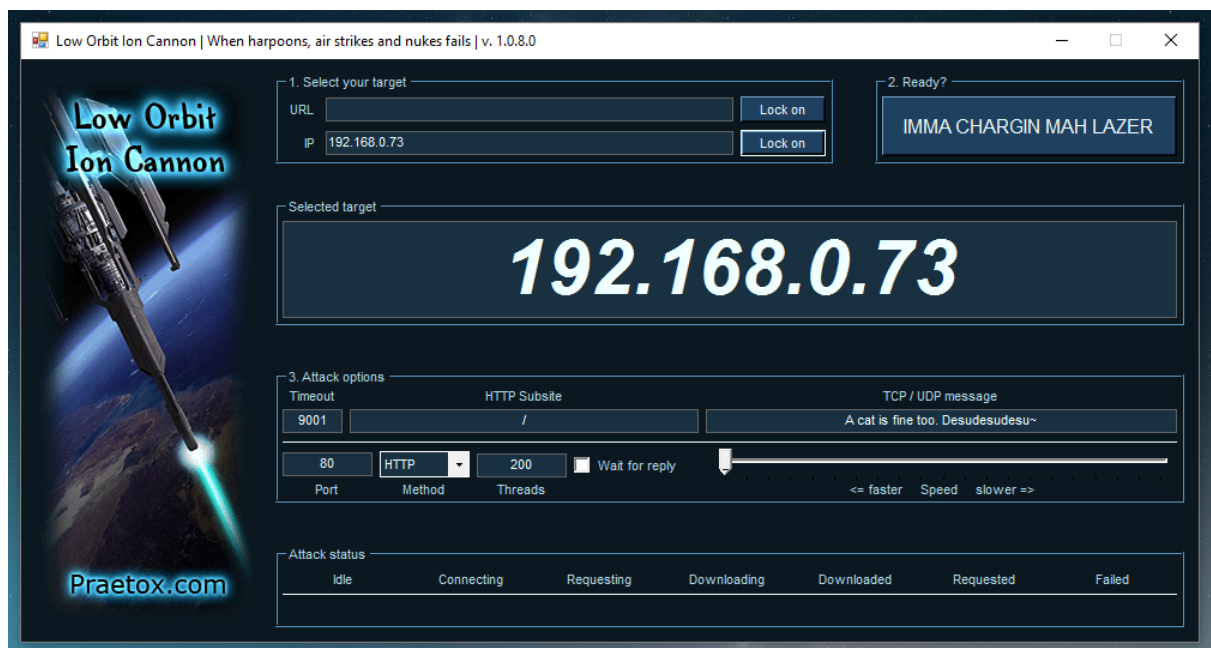 Low Orbit Ion Cannon | When harpoons, air strikes and nukes fails | v. 1.0.8.0
Low Orbit
Ion Cannon
Praetox.com
1. Select your target
URL Lock on
IP 192.168.0.73 Lock on
2. Ready?
IMMA CHARGIN MAH LAZER
Selected target
192.168.0.73
3. Attack options
Timeout HTTP Subsite TCP / UDP message
9001 / A cat is fine too. Desudesudesu~
80 HTTP 200 Wait for reply
Port Method Threads <= faster Speed slower =>
Attack status
Idle Connecting Requesting Downloading Downloaded Requested Failed